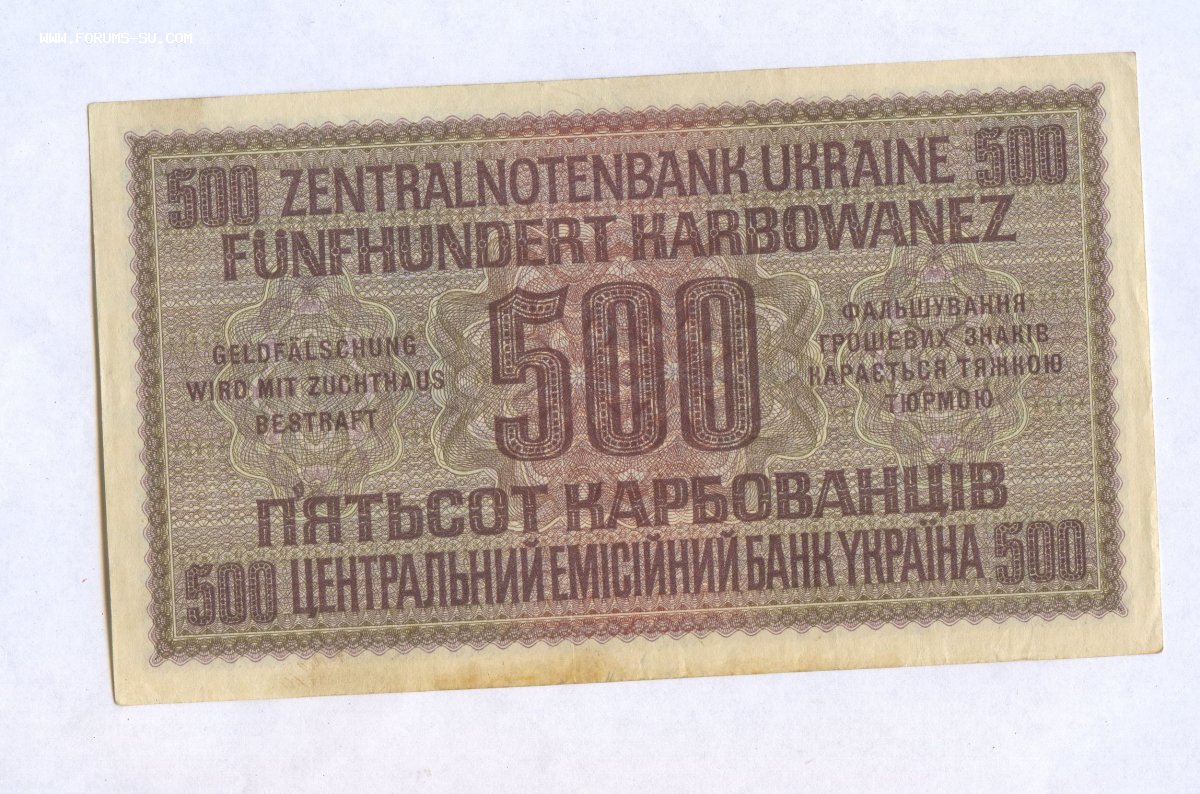 WWW.FORUMS-SU.COM
500 ZENTRALNOTENBANK UKRAINE 500
FÜNFHUNDERT KARBOWANEZ
GELDFÄLSCHUNG
WIRD MIT ZUCHTHAUS
BESTRAFT
500
ФАЛЬШУВАННЯ
ГРОШЕВИХ ЗНАКІВ
КАРАЄТЬСЯ ТЯЖКОЮ
ТЮРМОЮ
П'ЯТЬСОТ КАРБОВАНЦІВ
500 ЦЕНТРАЛЬНИЙ ЕМІСІЙНИЙ БАНК УКРАЇНА 500